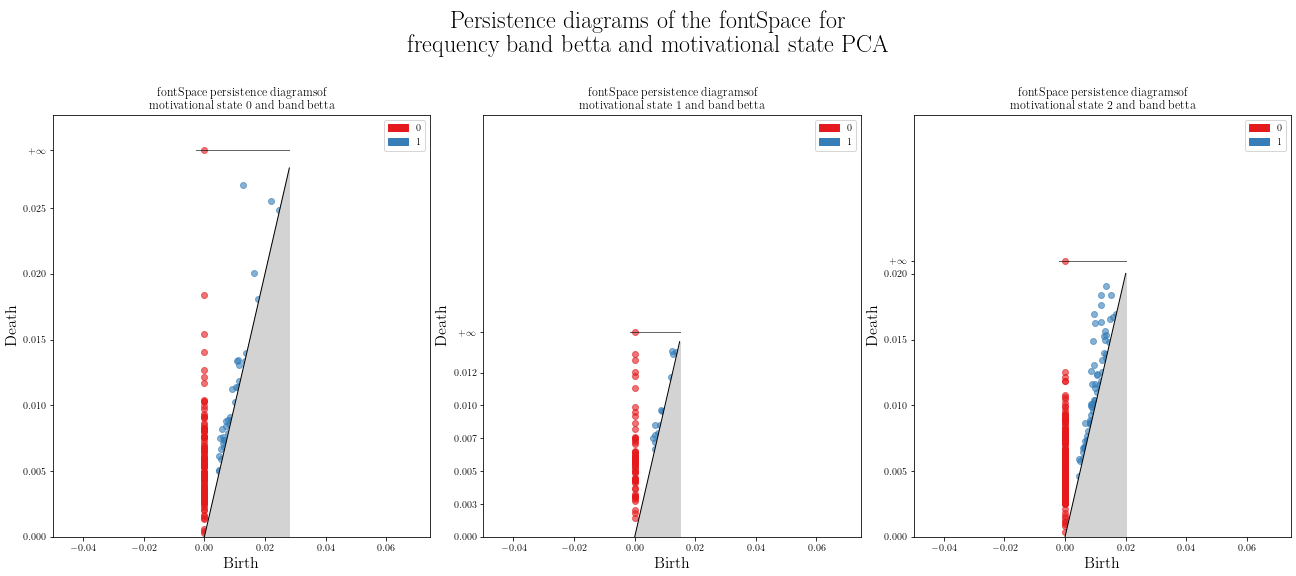 Persistence diagrams of the fontSpace for
frequency band betta and motivational state PCA
fontSpace persistence diagramsof
motivational state 0 and band betta
0
1
+∞
0.025
0.020
0.015
0.010
0.005
0.000
Death
−0.04 −0.02 0.00 0.02 0.04 0.06
Birth
fontSpace persistence diagramsof
motivational state 1 and band betta
0
1
+∞
0.012
0.010
0.007
0.005
0.003
0.000
Death
−0.04 −0.02 0.00 0.02 0.04 0.06
Birth
fontSpace persistence diagramsof
motivational state 2 and band betta
0
1
+∞
0.020
0.015
0.010
0.005
0.000
Death
−0.04 −0.02 0.00 0.02 0.04 0.06
Birth